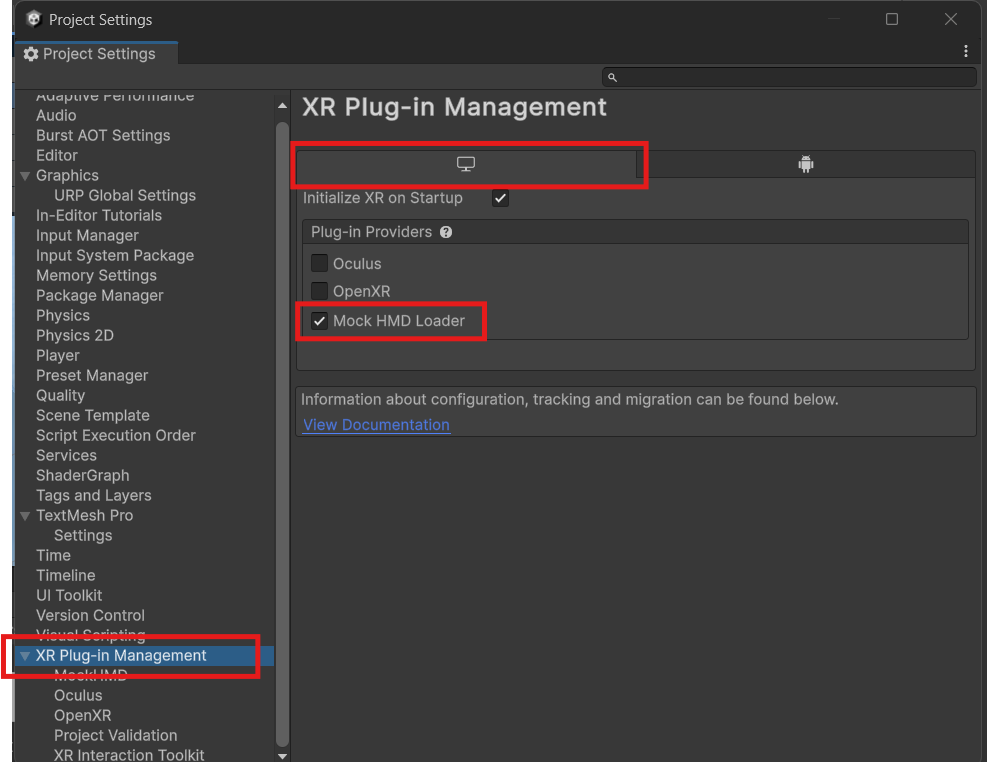 Project Settings
Project Settings
Adaptive Performance
Audio
Burst AOT Settings
Editor
Graphics
URP Global Settings
In-Editor Tutorials
Input Manager
Input System Package
Memory Settings
Package Manager
Physics
Physics 2D
Player
Preset Manager
Quality
Scene Template
Script Execution Order
Services
ShaderGraph
Tags and Layers
TextMesh Pro
Settings
Time
Timeline
UI Toolkit
Version Control
Visual Scripting
XR Plug-in Management
MockHMD
Oculus
OpenXR
Project Validation
XR Interaction Toolkit
XR Plug-in Management
Initialize XR on Startup
Plug-in Providers ?
Oculus
OpenXR
Mock HMD Loader
Information about configuration, tracking and migration can be found below.
View Documentation